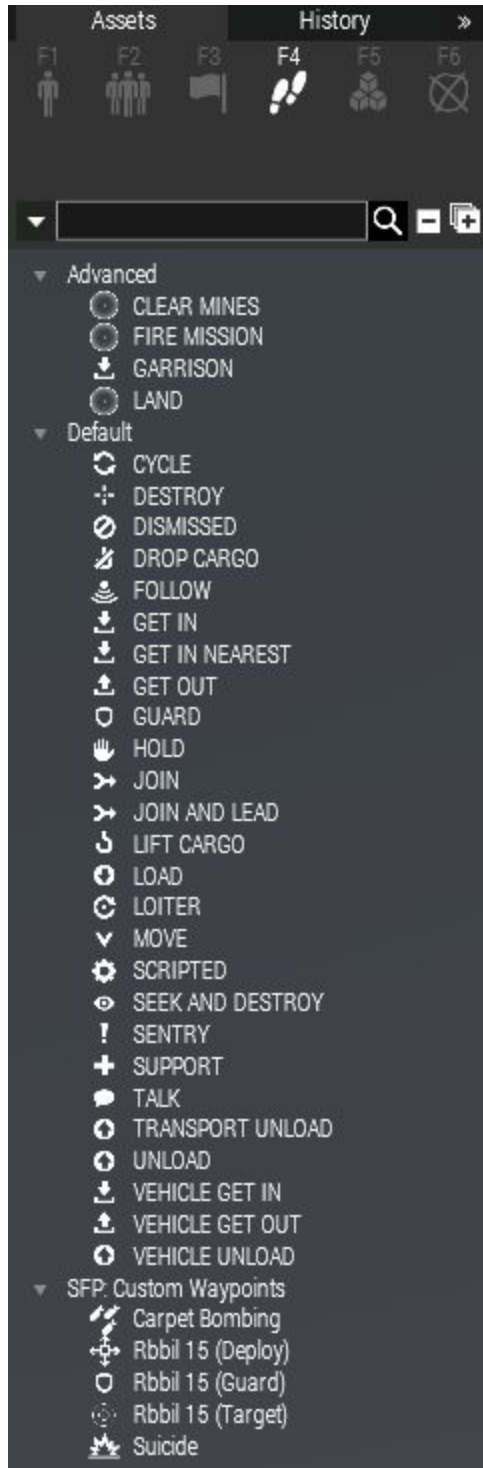 Assets History »
F1 F2 F3 F4 F5 F6
Advanced
CLEAR MINES
FIRE MISSION
GARRISON
LAND
Default
CYCLE
DESTROY
DISMISSED
DROP CARGO
FOLLOW
GET IN
GET IN NEAREST
GET OUT
GUARD
HOLD
JOIN
JOIN AND LEAD
LIFT CARGO
LOAD
LOITER
MOVE
SCRIPTED
SEEK AND DESTROY
SENTRY
SUPPORT
TALK
TRANSPORT UNLOAD
UNLOAD
VEHICLE GET IN
VEHICLE GET OUT
VEHICLE UNLOAD
SFP: Custom Waypoints
Carpet Bombing
Rbbil 15 (Deploy)
Rbbil 15 (Guard)
Rbbil 15 (Target)
Suicide